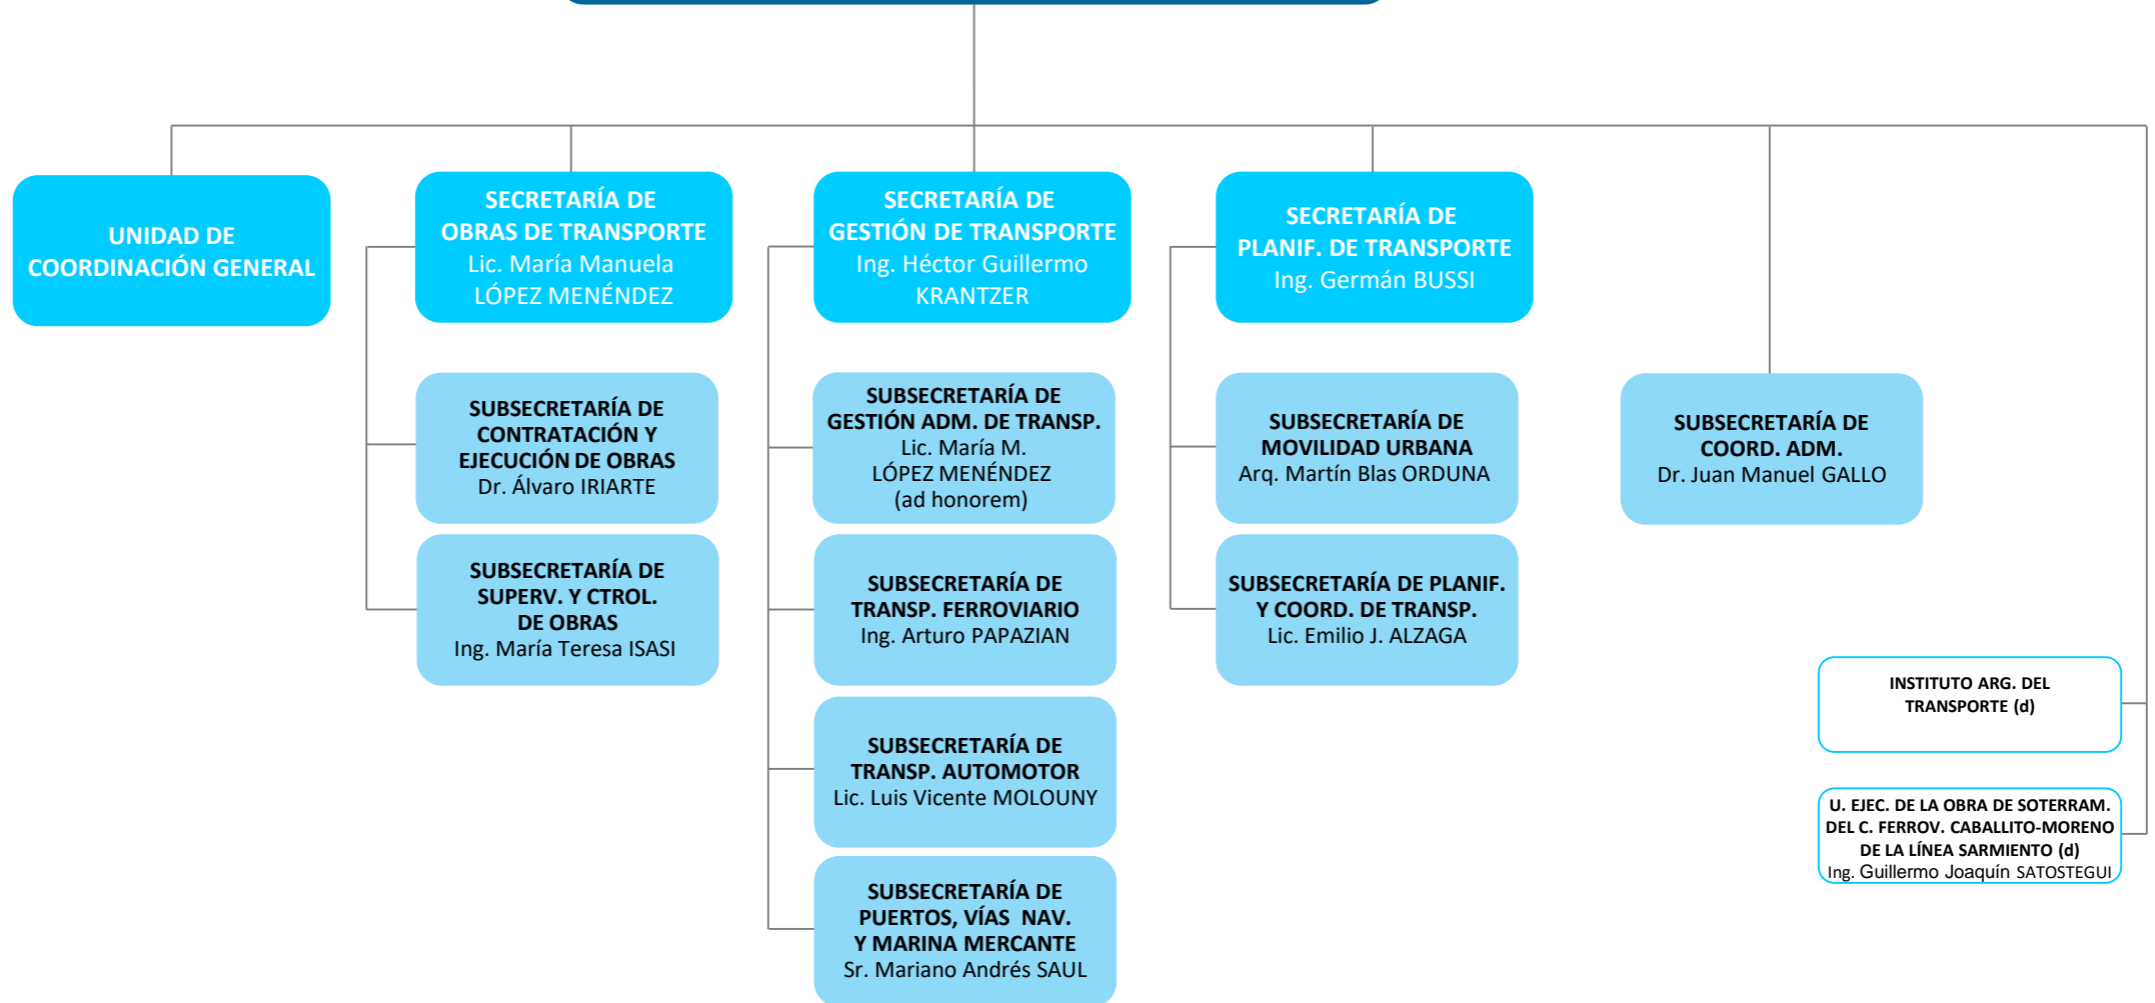 UNIDAD DE
COORDINACIÓN GENERAL
SECRETARÍA DE
OBRAS DE TRANSPORTE
Lic. María Manuela
LÓPEZ MENÉNDEZ
SECRETARÍA DE
GESTIÓN DE TRANSPORTE
Ing. Héctor Guillermo
KRANTZER
SECRETARÍA DE
PLANIF. DE TRANSPORTE
Ing. Germán BUSSI
SUBSECRETARÍA DE
CONTRATACIÓN Y
EJECUCIÓN DE OBRAS
Dr. Álvaro IRIARTE
SUBSECRETARÍA DE
GESTIÓN ADM. DE TRANSP.
Lic. María M.
LÓPEZ MENÉNDEZ
(ad honorem)
SUBSECRETARÍA DE
MOVILIDAD URBANA
Arq. Martín Blas ORDUNA
SUBSECRETARÍA DE
COORD. ADM.
Dr. Juan Manuel GALLO
SUBSECRETARÍA DE
SUPERV. Y CTROL.
DE OBRAS
Ing. María Teresa ISASI
SUBSECRETARÍA DE
TRANSP. FERROVIARIO
Ing. Arturo PAPAZIAN
SUBSECRETARÍA DE PLANIF.
Y COORD. DE TRANSP.
Lic. Emilio J. ALZAGA
INSTITUTO ARG. DEL
TRANSPORTE (d)
SUBSECRETARÍA DE
TRANSP. AUTOMOTOR
Lic. Luis Vicente MOLOUNY
U. EJEC. DE LA OBRA DE SOTERRAM.
DEL C. FERROV. CABALLITO-MORENO
DE LA LÍNEA SARMIENTO (d)
Ing. Guillermo Joaquín SATOSTEGUI
SUBSECRETARÍA DE
PUERTOS, VÍAS NAV.
Y MARINA MERCANTE
Sr. Mariano Andrés SAUL